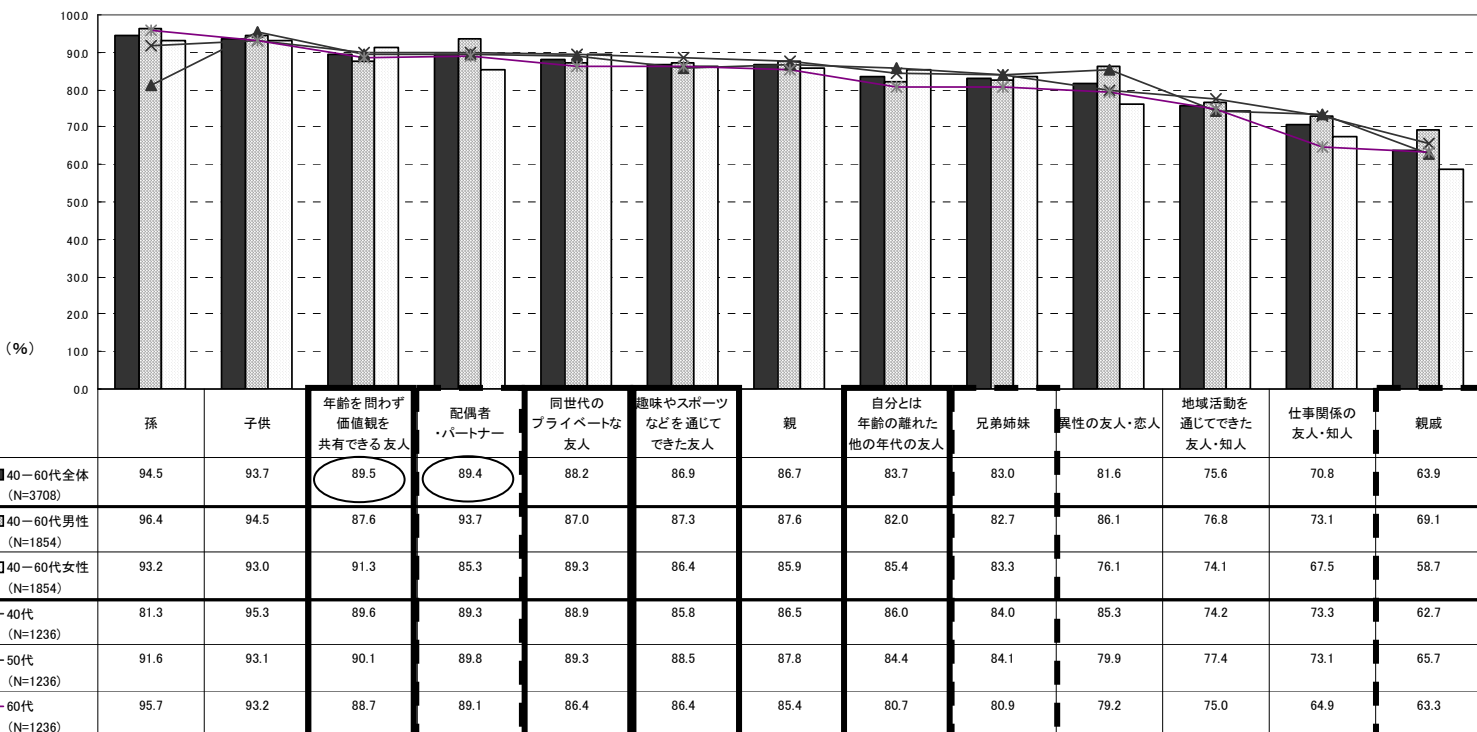 100.0
90.0
80.0
70.0
60.0
50.0
40.0
30.0
20.0
(%)
10.0
0.0
孫
子供
年齢を問わず
価値観を
共有できる友人
配偶者
・パートナー
同世代の
プライベートな
友人
趣味やスポーツ
などを通じて
できた友人
親
自分とは
年齢の離れた
他の年代の友人
兄弟姉妹
異性の友人・恋人
地域活動を
通じてできた
友人・知人
仕事関係の
友人・知人
親戚
40-60代全体
(N=3708)
94.5 93.7 89.5 89.4 88.2 86.9 86.7 83.7 83.0 81.6 75.6 70.8 63.9
40-60代男性
(N=1854)
96.4 94.5 87.6 93.7 87.0 87.3 87.6 82.0 82.7 86.1 76.8 73.1 69.1
40-60代女性
(N=1854)
93.2 93.0 91.3 85.3 89.3 86.4 85.9 85.4 83.3 76.1 74.1 67.5 58.7
40代
(N=1236)
81.3 95.3 89.6 89.3 88.9 85.8 86.5 86.0 84.0 85.3 74.2 73.3 62.7
50代
(N=1236)
91.6 93.1 90.1 89.8 89.3 88.5 87.8 84.4 84.1 79.9 77.4 73.1 65.7
60代
(N=1236)
95.7 93.2 88.7 89.1 86.4 86.4 85.4 80.7 80.9 79.2 75.0 64.9 63.3